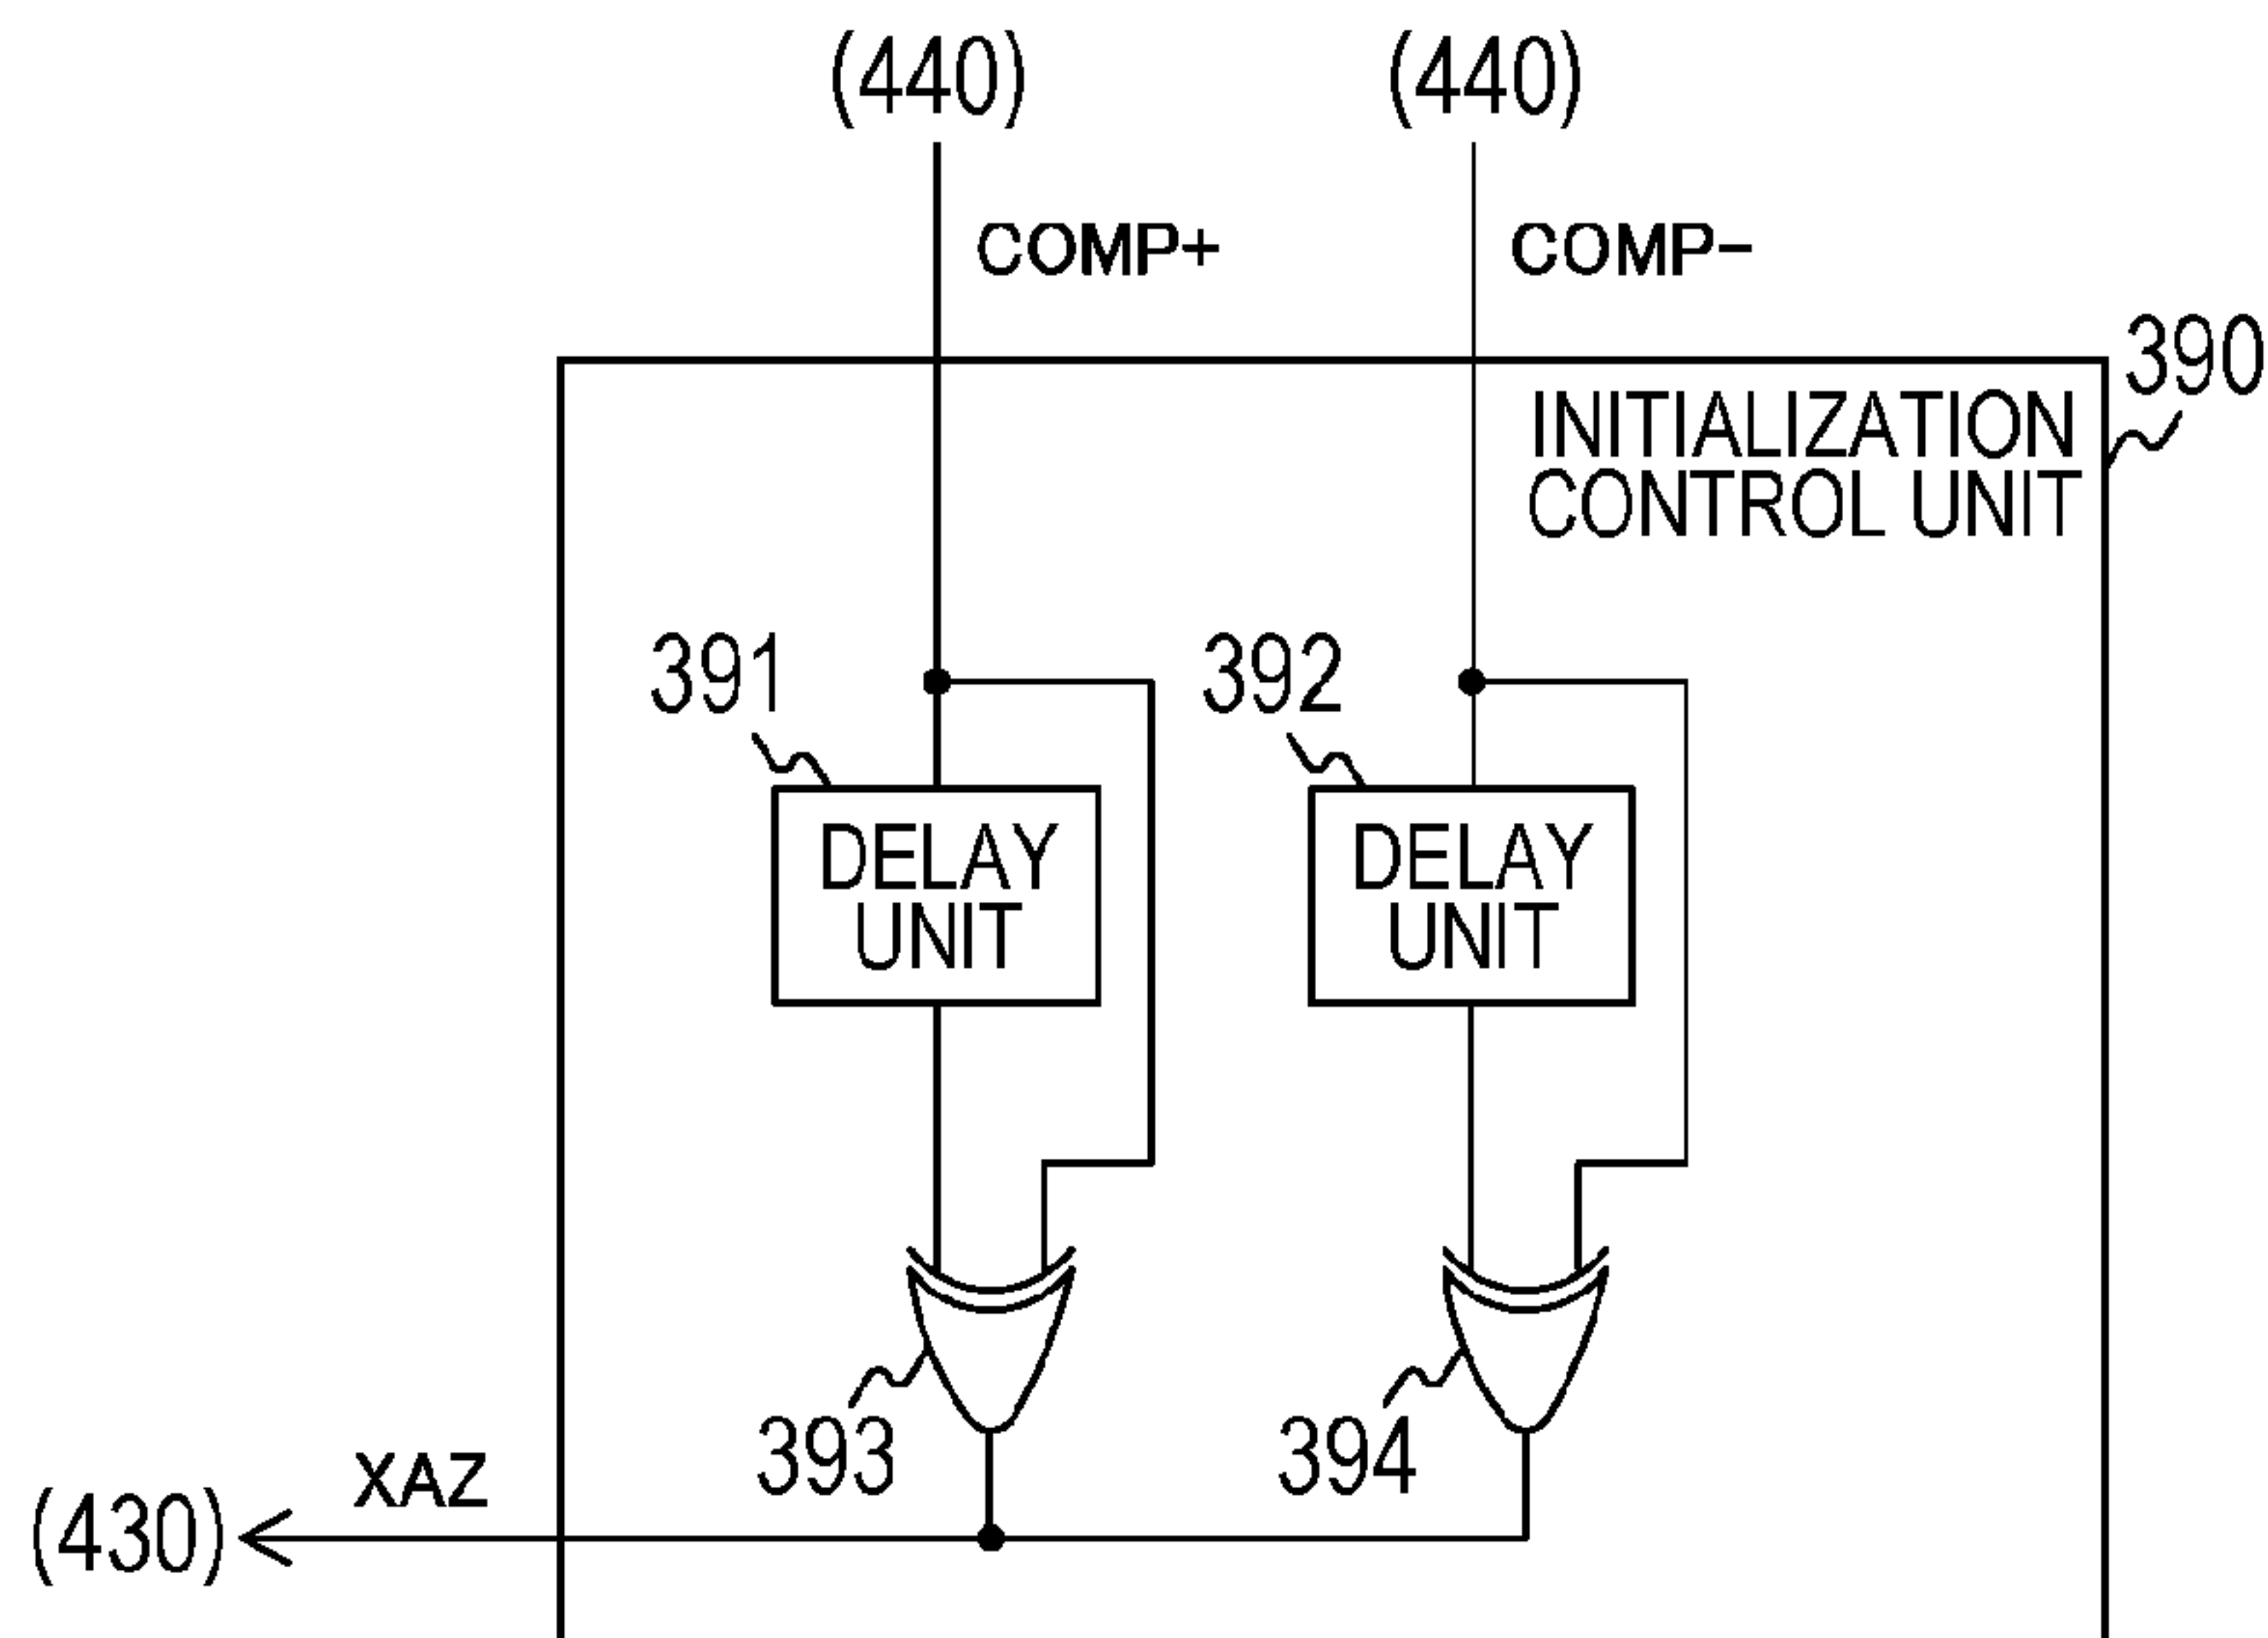 (440)
(440)
COMP+
COMP-
390
INITIALIZATION
CONTROL UNIT
391
392
DELAY
UNIT
DELAY
UNIT
393
394
XAZ
(430)